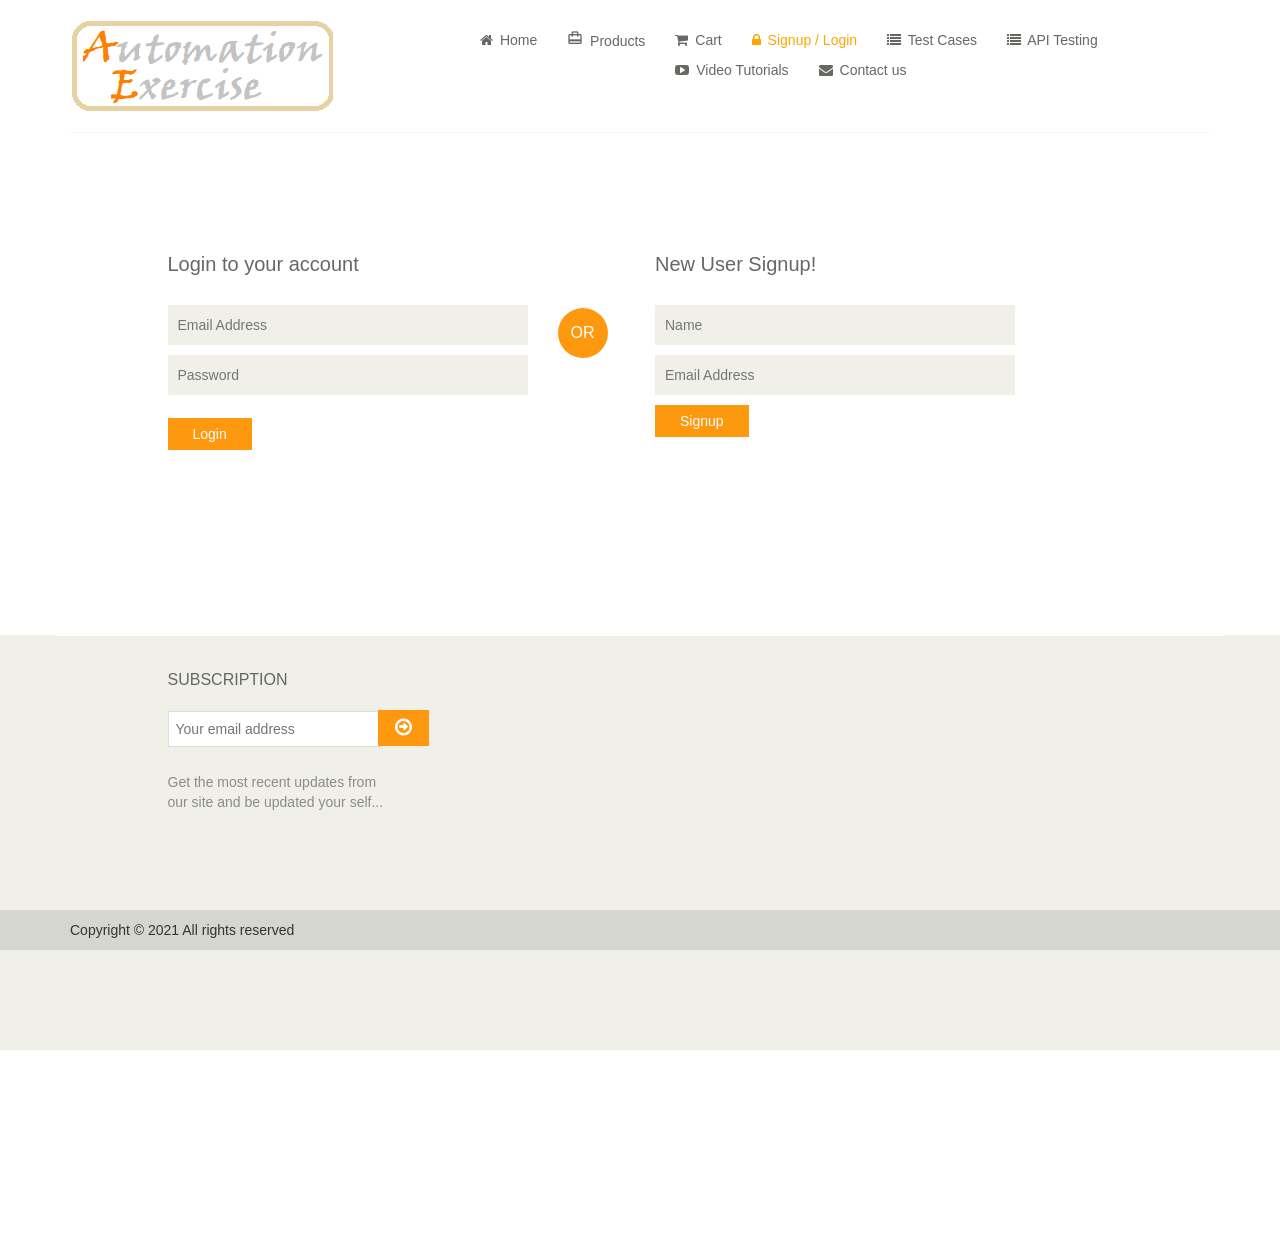 Automation
Exercise
Home Products Cart Signup / Login Test Cases API Testing
Video Tutorials Contact us
Login to your account
Email Address
Password
Login
OR
New User Signup!
Name
Email Address
Signup
SUBSCRIPTION
Your email address
Get the most recent updates from
our site and be updated your self...
Copyright © 2021 All rights reserved